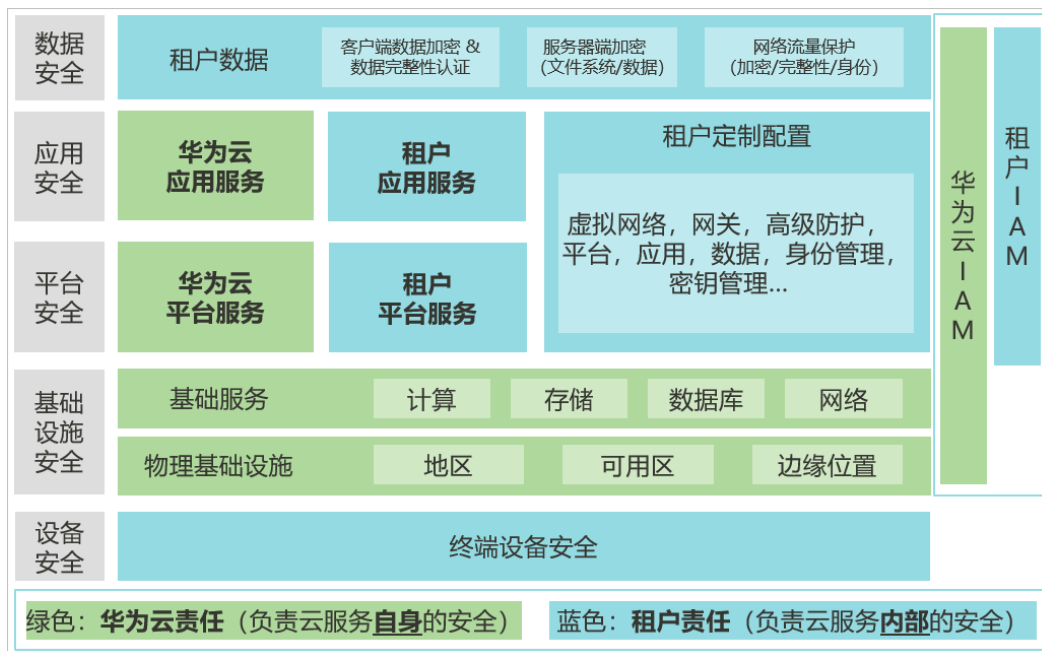 数据
安全
租户数据
客户端数据加密 &
数据完整性认证
服务器端加密
(文件系统/数据)
网络流量保护
(加密/完整性/身份)
应用
安全
华为云
应用服务
租户
应用服务
租户定制配置
虚拟网络，网关，高级防护，
平台，应用，数据，身份管理，
密钥管理...
平台
安全
华为云
平台服务
租户
平台服务
基础
设施
安全
基础服务
计算
存储
数据库
网络
物理基础设施
地区
可用区
边缘位置
设备
安全
终端设备安全
华为云IAM
租户IAM
绿色：华为云责任（负责云服务自身的安全）
蓝色：租户责任（负责云服务内部的安全）